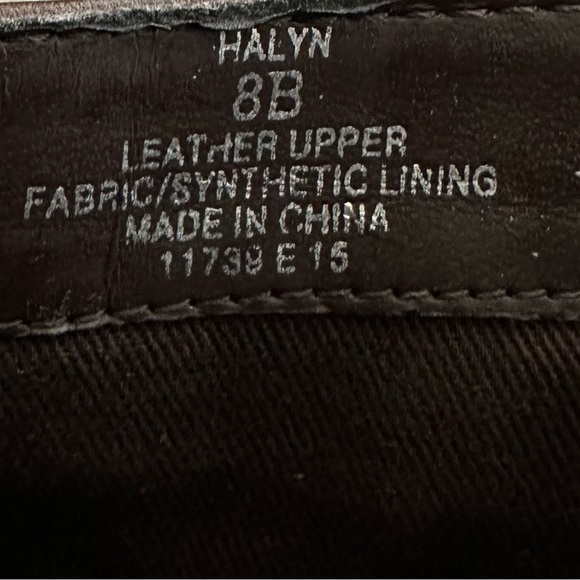 HALYN
8B
LEATHER UPPER
FABRIC/SYNTHETIC LINING
MADE IN CHINA
11739 E 15